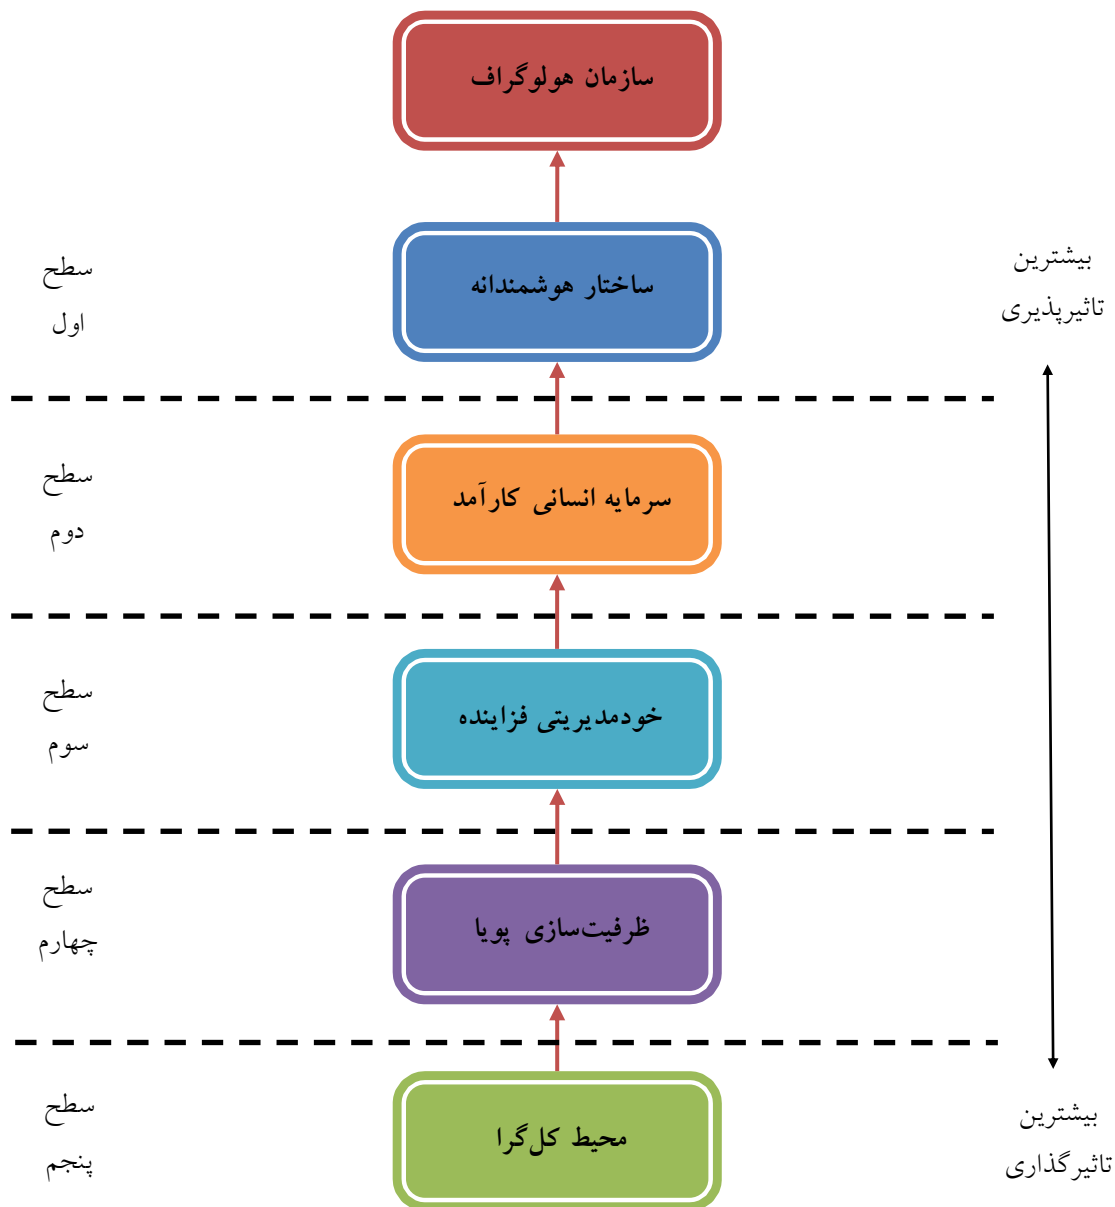 سازمان هولوگراف
بیشترین
تاثیرپذیری
ساختار هوشمندانه
سطح
اول
سرمایه انسانی کارآمد
سطح
دوم
خودمدیریتی فزاینده
سطح
سوم
ظرفیت‌سازی پویا
سطح
چهارم
بیشترین
تاثیرگذاری
محیط کل‌گرا
سطح
پنجم